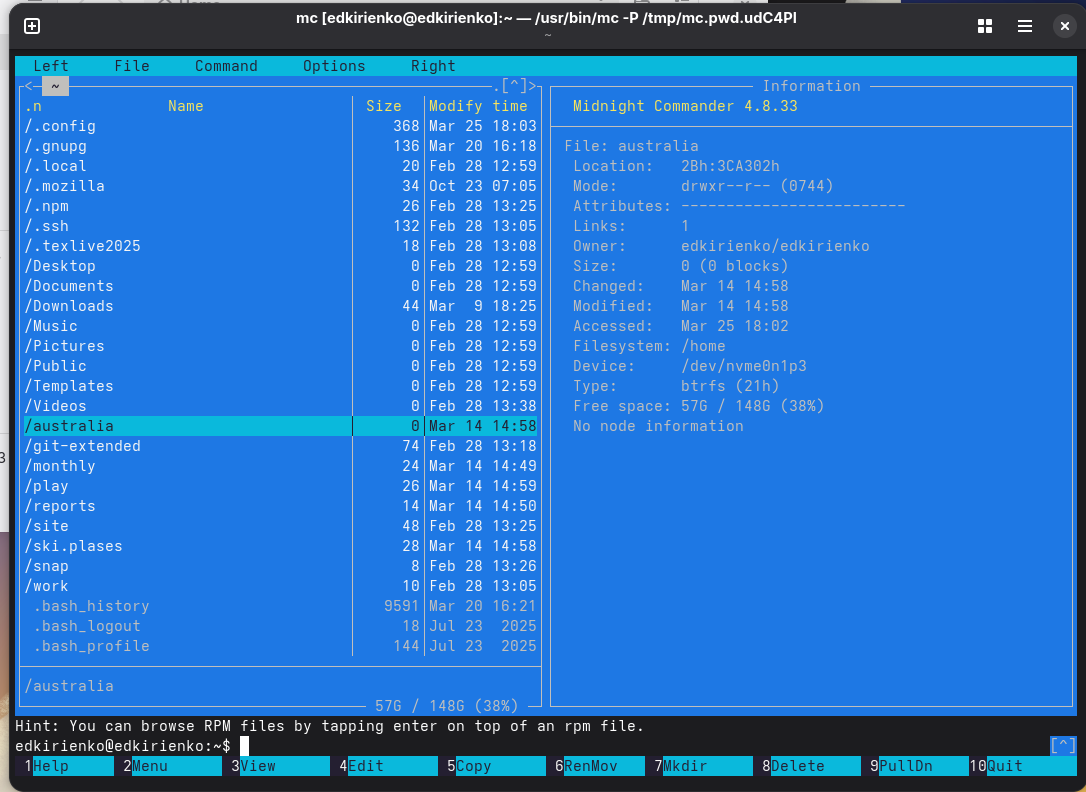 mc [edkirienko@edkirienko]:~ — /usr/bin/mc -P /tmp/mc.pwd.udC4Pl
~
Left File Command Options Right
<─ ~ .[^]>
.n Name Size Modify time
/.config 368 Mar 25 18:03
/.gnupg 136 Mar 20 16:18
/.local 20 Feb 28 12:59
/.mozilla 34 Oct 23 07:05
/.npm 26 Feb 28 13:25
/.ssh 132 Feb 28 13:05
/.texlive2025 18 Feb 28 13:08
/Desktop 0 Feb 28 12:59
/Documents 0 Feb 28 12:59
/Downloads 44 Mar 9 18:25
/Music 0 Feb 28 12:59
/Pictures 0 Feb 28 12:59
/Public 0 Feb 28 12:59
/Templates 0 Feb 28 12:59
/Videos 0 Feb 28 13:38
/australia 0 Mar 14 14:58
/git-extended 74 Feb 28 13:18
/monthly 24 Mar 14 14:49
/play 26 Mar 14 14:59
/reports 14 Mar 14 14:50
/site 48 Feb 28 13:25
/ski.plases 28 Mar 14 14:58
/snap 8 Feb 28 13:26
/work 10 Feb 28 13:05
.bash_history 9591 Mar 20 16:21
.bash_logout 18 Jul 23 2025
.bash_profile 144 Jul 23 2025
/australia
57G / 148G (38%)
Information
Midnight Commander 4.8.33
File: australia
Location: 2Bh:3CA302h
Mode: drwxr--r-- (0744)
Attributes: -------------------------
Links: 1
Owner: edkirienko/edkirienko
Size: 0 (0 blocks)
Changed: Mar 14 14:58
Modified: Mar 14 14:58
Accessed: Mar 25 18:02
Filesystem: /home
Device: /dev/nvme0n1p3
Type: btrfs (21h)
Free space: 57G / 148G (38%)
No node information
Hint: You can browse RPM files by tapping enter on top of an rpm file.
edkirienko@edkirienko:~$ [^]
1Help 2Menu 3View 4Edit 5Copy 6RenMov 7Mkdir 8Delete 9PullDn 10Quit